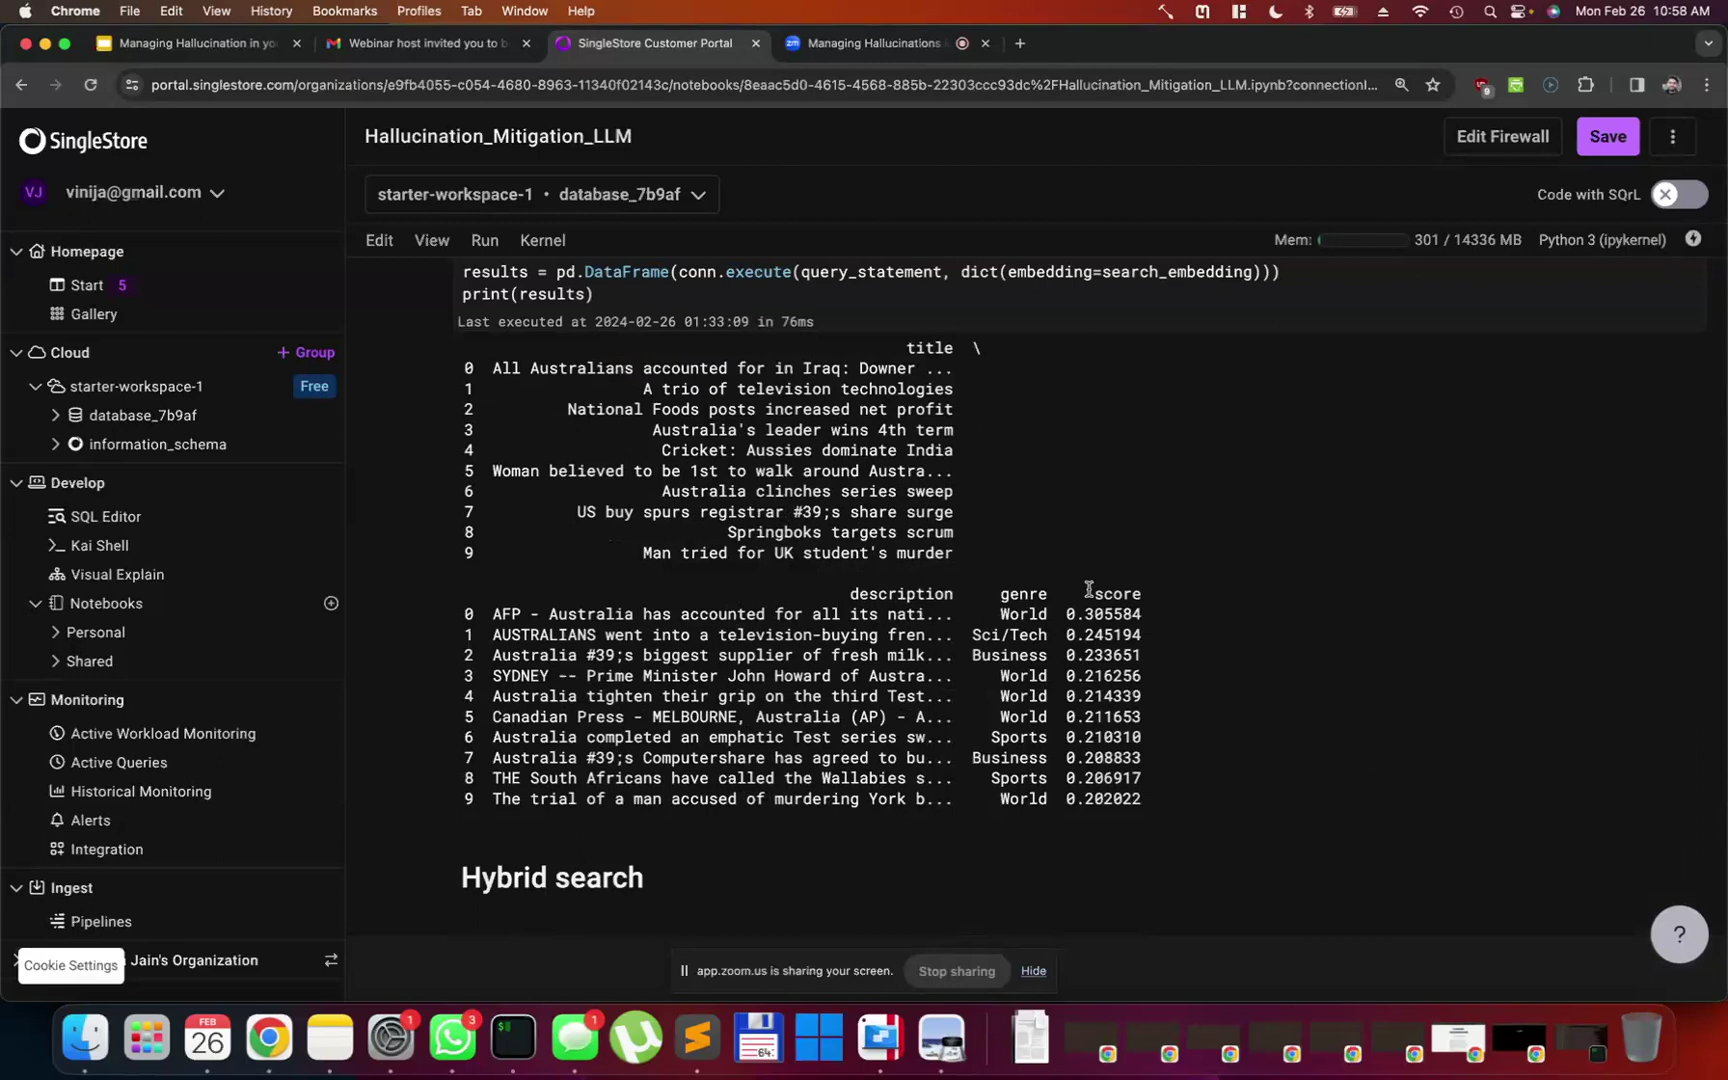 Chrome File Edit View History Bookmarks Profiles Tab Window Help Mon Feb 26 10:58 AM
Managing Hallucination in yo Webinar host invited you to b SingleStore Customer Portal zm Managing Hallucinations
portal.singlestore.com/organizations/e9fb4055-c054-4680-8963-11340f02143c/notebooks/8eaac5d0-4615-4568-885b-22303ccc93dc%2FHallucination_Mitigation_LLM.ipynb?connectionI...
9
SingleStore
Hallucination_Mitigation_LLM
Edit Firewall
Save
VJ vinija@gmail.com
starter-workspace-1 • database_7b9af
Code with SQrL
Edit View Run Kernel
Mem: 301 / 14336 MB Python 3 (ipykernel)
Homepage
Start 5
Gallery
Cloud + Group
starter-workspace-1 Free
database_7b9af
information_schema
Develop
SQL Editor
Kai Shell
Visual Explain
Notebooks
Personal
Shared
Monitoring
Active Workload Monitoring
Active Queries
Historical Monitoring
Alerts
Integration
Ingest
Pipelines
Jain's Organization
Cookie Settings
results = pd.DataFrame(conn.execute(query_statement, dict(embedding=search_embedding)))
print(results)
Last executed at 2024-02-26 01:33:09 in 76ms
title \
0 All Australians accounted for in Iraq: Downer ...
1 A trio of television technologies
2 National Foods posts increased net profit
3 Australia's leader wins 4th term
4 Cricket: Aussies dominate India
5 Woman believed to be 1st to walk around Austra...
6 Australia clinches series sweep
7 US buy spurs registrar #39;s share surge
8 Springboks targets scrum
9 Man tried for UK student's murder
description genre score
0 AFP - Australia has accounted for all its nati... World 0.305584
1 AUSTRALIANS went into a television-buying fren... Sci/Tech 0.245194
2 Australia #39;s biggest supplier of fresh milk... Business 0.233651
3 SYDNEY -- Prime Minister John Howard of Austra... World 0.216256
4 Australia tighten their grip on the third Test... World 0.214339
5 Canadian Press - MELBOURNE, Australia (AP) - A... World 0.211653
6 Australia completed an emphatic Test series sw... Sports 0.210310
7 Australia #39;s Computershare has agreed to bu... Business 0.208833
8 THE South Africans have called the Wallabies s... Sports 0.206917
9 The trial of a man accused of murdering York b... World 0.202022
Hybrid search
?
app.zoom.us is sharing your screen. Stop sharing Hide
FEB
26
1
3
1
64